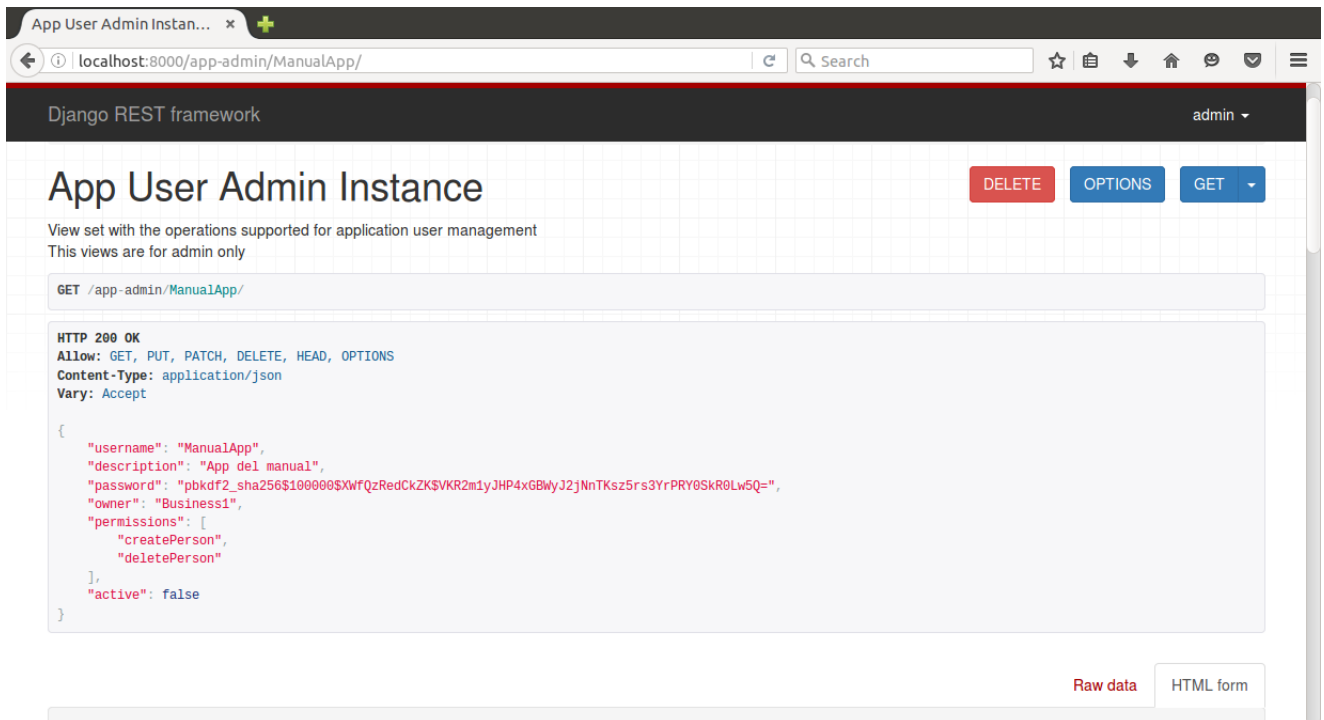 App User Admin Instan...
localhost:8000/app-admin/ManualApp/
Search
Django REST framework
admin
App User Admin Instance
DELETE
OPTIONS
GET
View set with the operations supported for application user management
This views are for admin only
GET /app-admin/ManualApp/
HTTP 200 OK
Allow: GET, PUT, PATCH, DELETE, HEAD, OPTIONS
Content-Type: application/json
Vary: Accept
{
    "username": "ManualApp",
    "description": "App del manual",
    "password": "pbkdf2_sha256$100000$XWfQzRedCkZK$VKR2m1yJHP4xGBWyJ2jNnTKsz5rs3YrPRY0SkR0Lw5Q=",
    "owner": "Business1",
    "permissions": [
        "createPerson",
        "deletePerson"
    ],
    "active": false
}
Raw data
HTML form